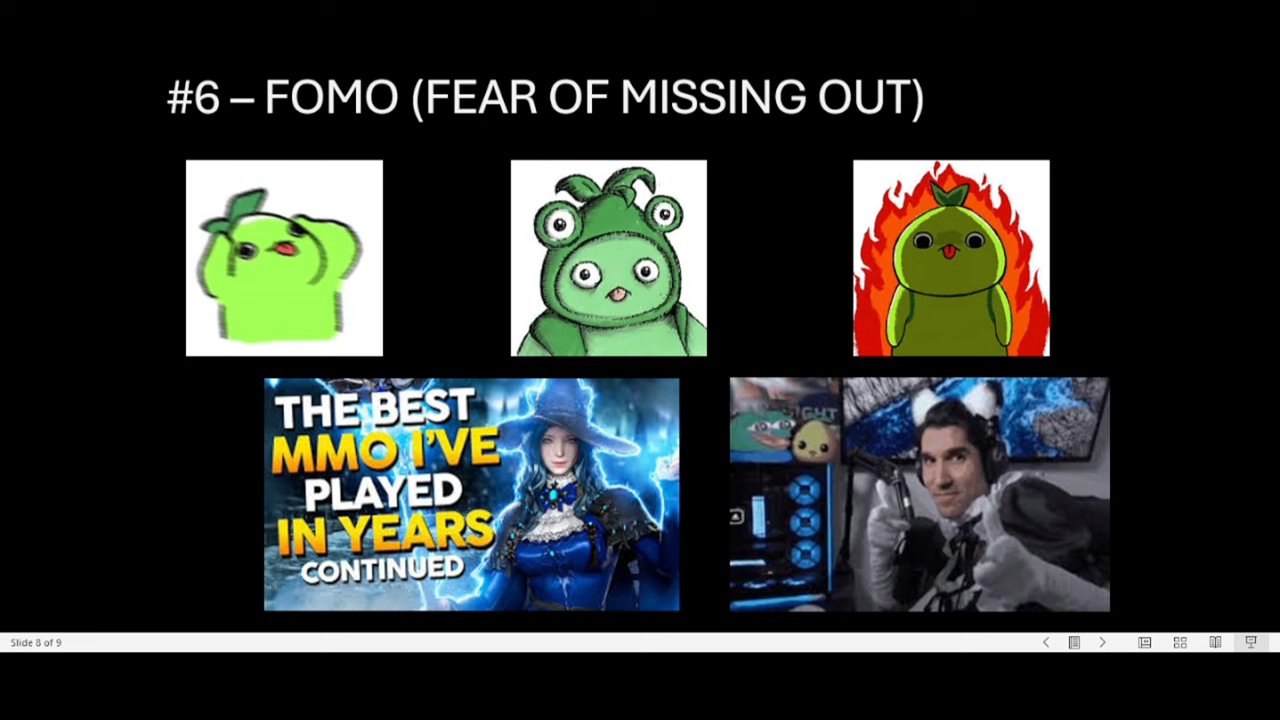 #6 – FOMO (FEAR OF MISSING OUT)
THE BEST
MMO I'VE
PLAYED
IN YEARS
CONTINUED
Slide 8 of 9